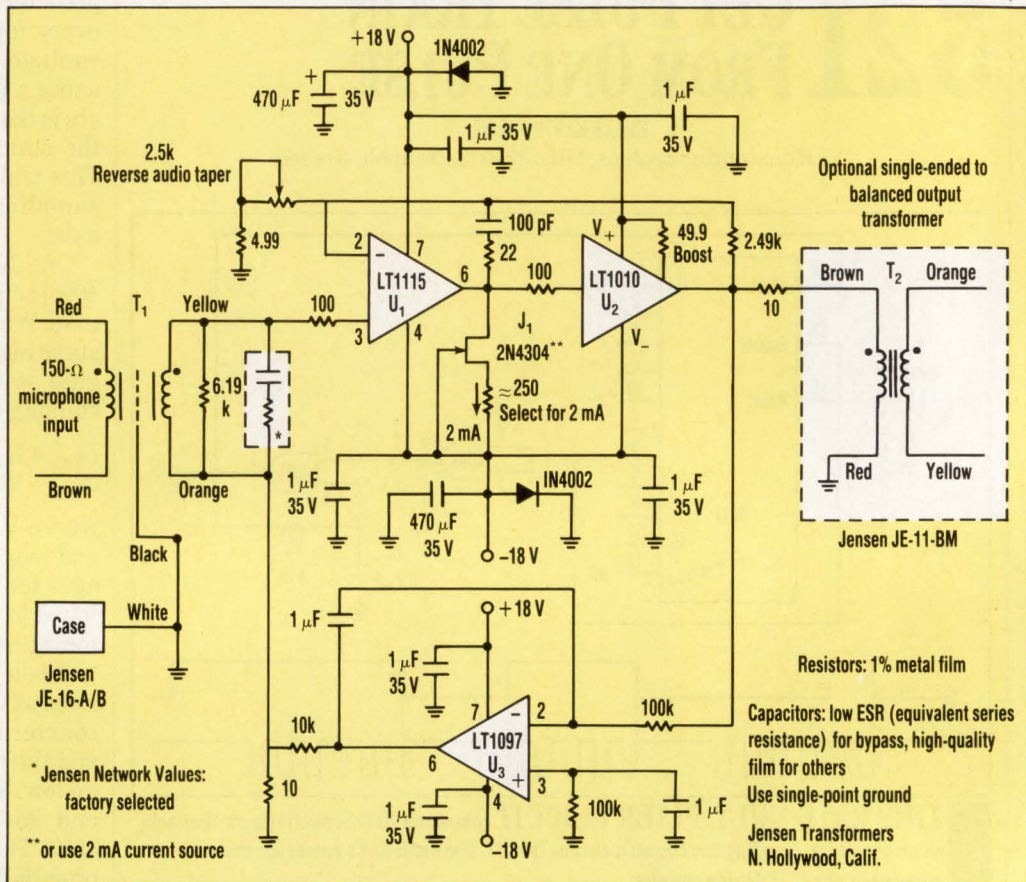 GET FOUR TRAIN
FROM ONE
+18 V
1N4002
470 µF
+
35 V
1 µF 35 V
1 µF
35 V
2.5k
Reverse audio taper
Optional single-ended to
balanced output
transformer
4.99
100 pF
22
V+
49.9
Boost
2.49k
2
–
7
LT1115
U1
6
3
4
100
LT1010
U2
V–
10
Brown
T2
Orange
Red
Yellow
Jensen JE-11-BM
Red
T1
Yellow
100
150-Ω
microphone
input
6.19
k
*
Brown
Orange
J1
2N4304**
≈250
Select for 2 mA
2 mA
1 µF
35 V
470 µF
35 V
IN4002
1 µF
35 V
–18 V
Black
White
Case
Jensen
JE-16-A/B
1 µF
+18 V
1 µF
35 V
10k
7
–
2
100k
LT1097
U3
6
+
3
4
10
1 µF
35 V
–18 V
100k
1 µF
* Jensen Network Values:
factory selected
**or use 2 mA current source
Resistors: 1% metal film
Capacitors: low ESR (equivalent series
resistance) for bypass, high-quality
film for others
Use single-point ground
Jensen Transformers
N. Hollywood, Calif.